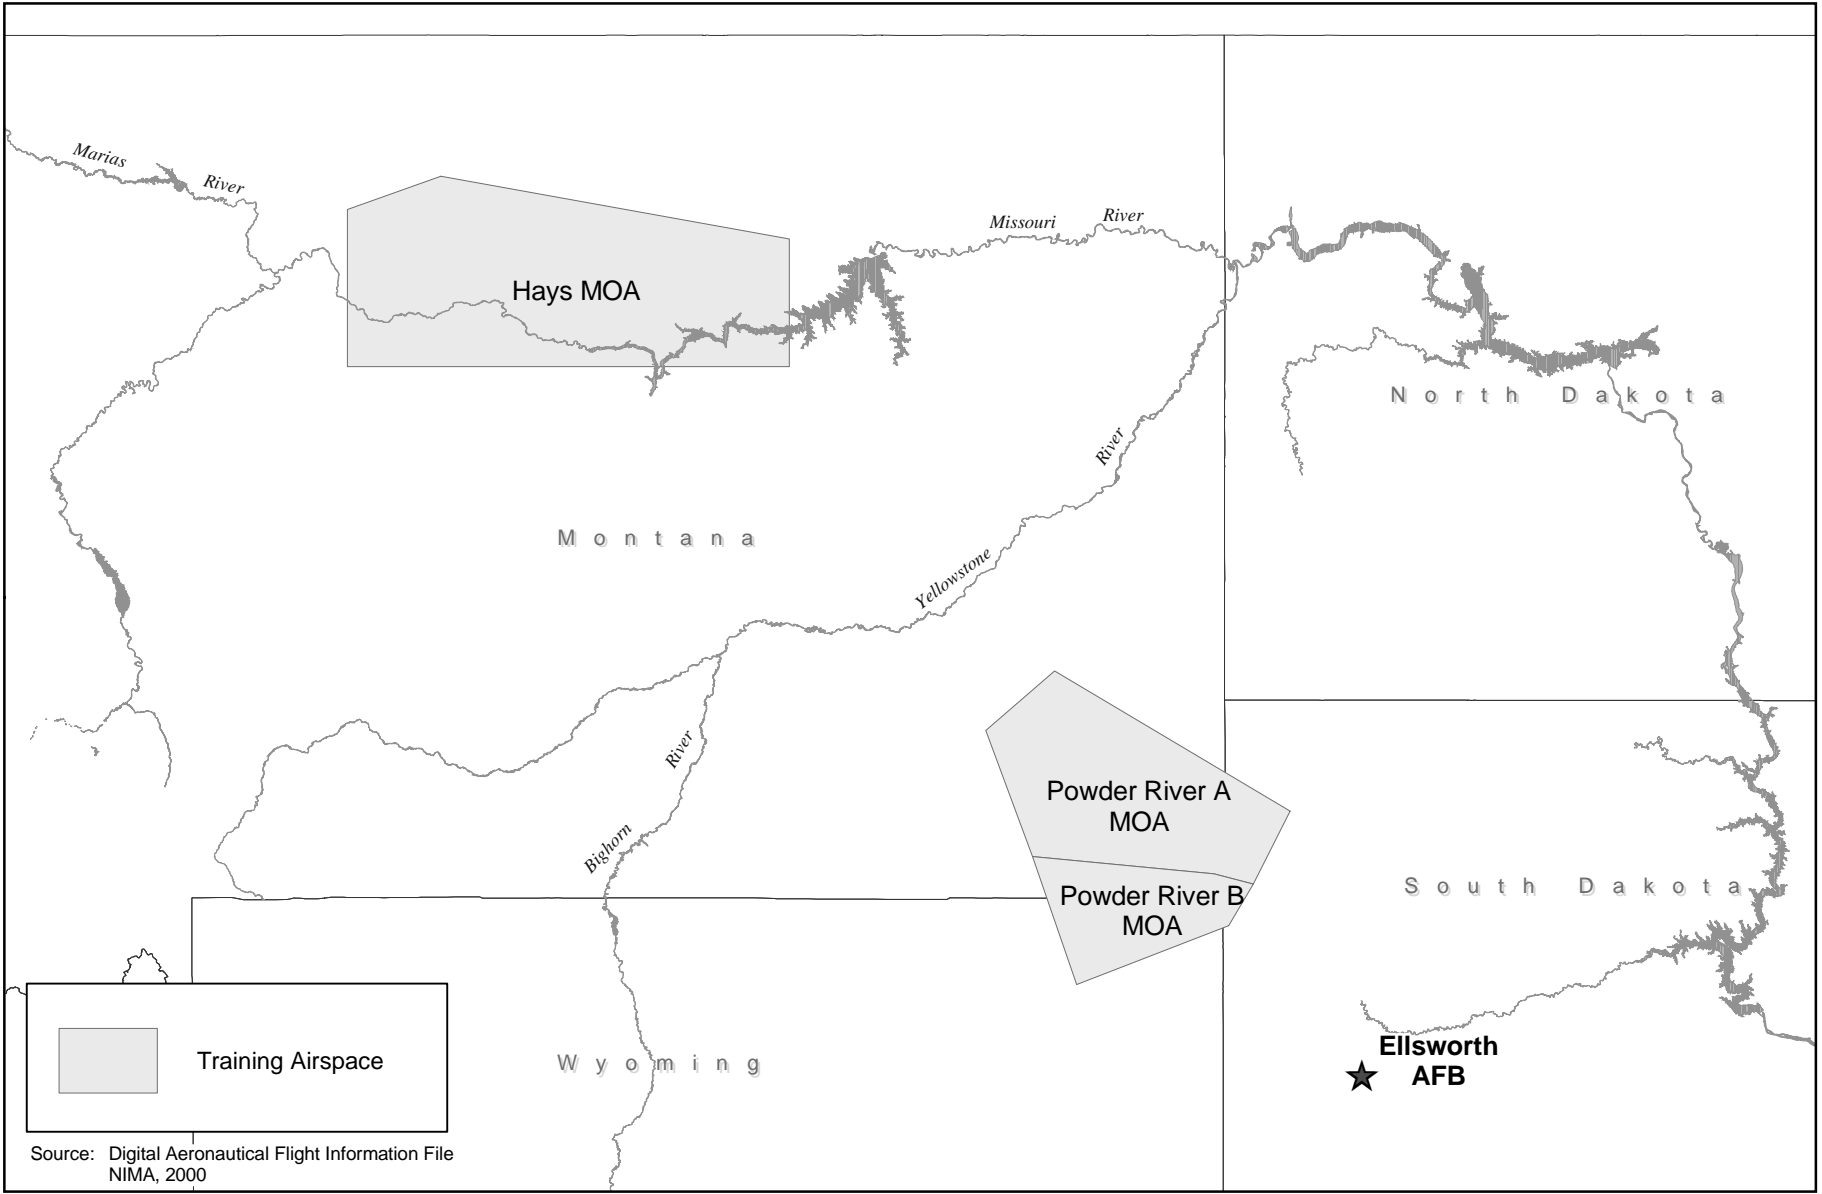 Marias
River
Missouri
River
Hays MOA
North Dakota
River
Montana
Yellowstone
River
Powder River A
MOA
Bighorn
South Dakota
Powder River B
MOA
Ellsworth
AFB
Training Airspace
Wyoming
Source: Digital Aeronautical Flight Information File
NIMA, 2000